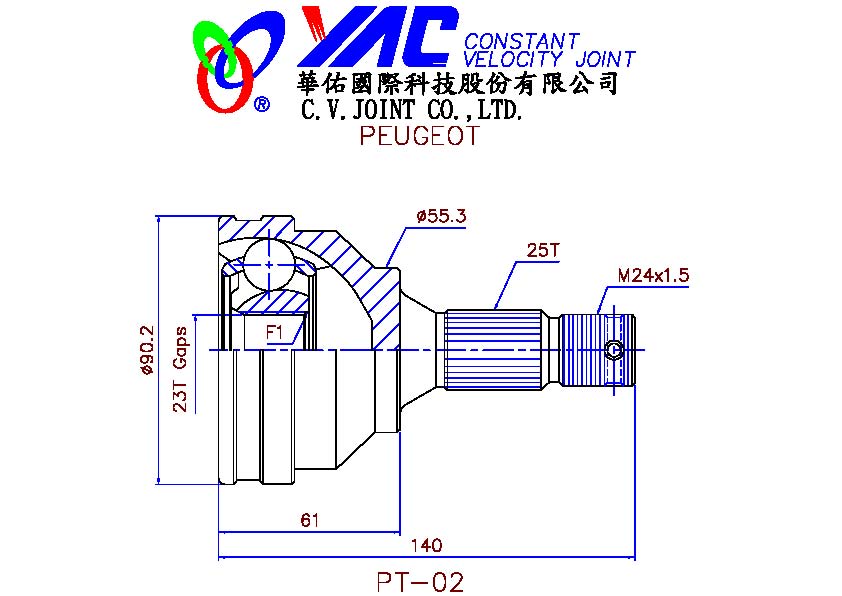 YAC CONSTANT
VELOCITY JOINT
®
華佑國際科技股份有限公司
C.V.JOINT CO.,LTD.
PEUGEOT
ø55.3
25T
M24x1.5
ø90.2
23T Gaps
F1
61
140
PT-02